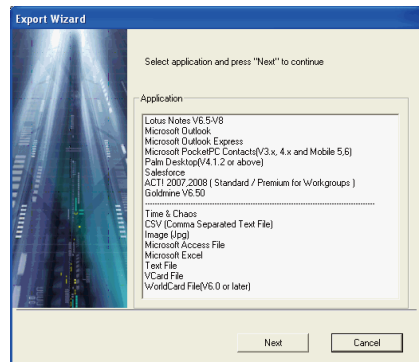 Export Wizard
Select application and press "Next" to continue
Application
Lotus Notes V6.5-V8
Microsoft Outlook
Microsoft Outlook Express
Microsoft PocketPC Contacts(V3.x, 4.x and Mobile 5,6)
Palm Desktop(V4.1.2 or above)
Salesforce
ACT! 2007,2008 ( Standard / Premium for Workgroups )
Goldmine V6.50
--------------------------------------------------------------------------------
Time & Chaos
CSV (Comma Separated Text File)
Image (Jpg)
Microsoft Access File
Microsoft Excel
Text File
VCard File
WorldCard File(V6.0 or later)
Next
Cancel